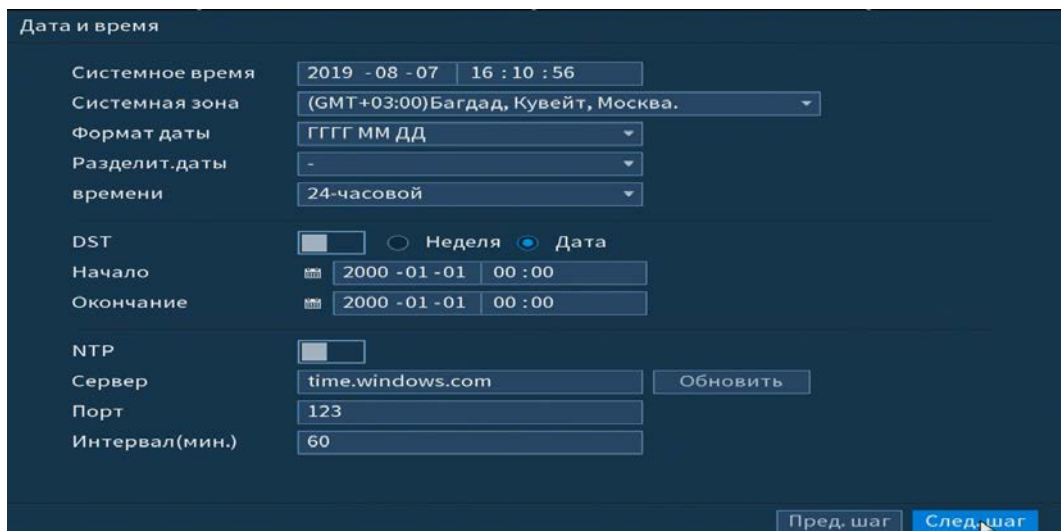 Дата и время
Системное время 2019 - 08 - 07 16 : 10 : 56
Системная зона (GMT+03:00)Багдад, Кувейт, Москва.
Формат даты ГГГГ ММ ДД
Разделит.даты -
времени 24-часовой
DST Неделя Дата
Начало 2000 - 01 - 01 00 : 00
Окончание 2000 - 01 - 01 00 : 00
NTP
Сервер time.windows.com Обновить
Порт 123
Интервал(мин.) 60
Пред. шаг След. шаг